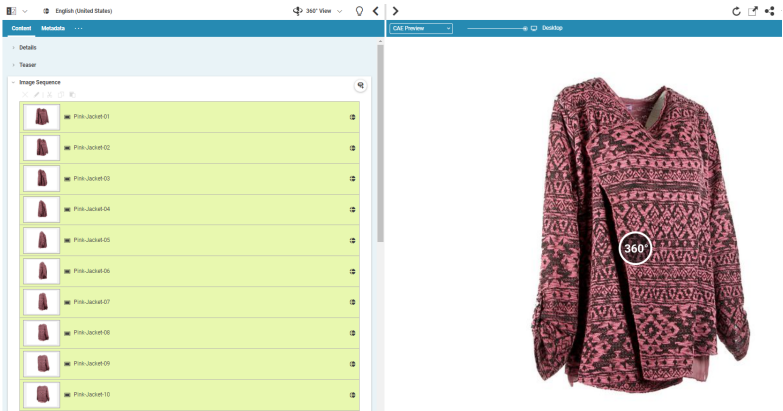 English (United States)
360° View
Content Metadata ...
CAE Preview
Desktop
Details
Teaser
Image Sequence
Pink-Jacket-01
Pink-Jacket-02
Pink-Jacket-03
Pink-Jacket-04
Pink-Jacket-05
Pink-Jacket-06
Pink-Jacket-07
Pink-Jacket-08
Pink-Jacket-09
Pink-Jacket-10
360°